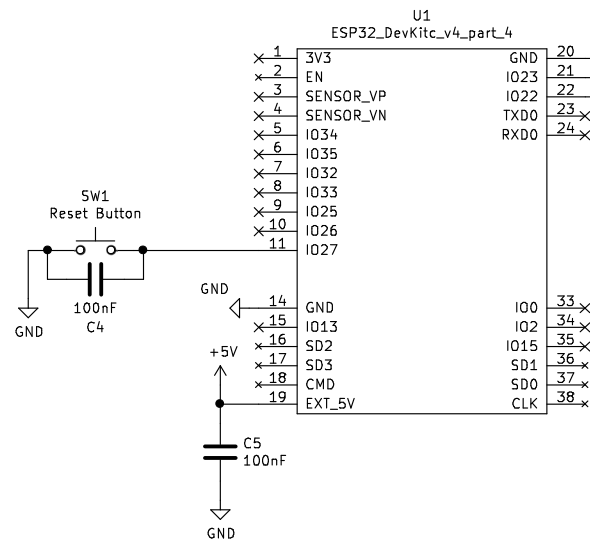 U1
ESP32_DevKitc_v4_part_4
1 3V3 GND 20
2 EN IO23 21
3 SENSOR_VP IO22 22
4 SENSOR_VN TXD0 23
5 IO34 RXD0 24
6 IO35
7 IO32
8 IO33
9 IO25
10 IO26
11 IO27
SW1
Reset Button
100nF
C4
GND
GND
14 GND IO0 33
15 IO13 IO2 34
16 SD2 IO15 35
17 SD3 SD1 36
18 CMD SD0 37
19 EXT_5V CLK 38
+5V
C5
100nF
GND